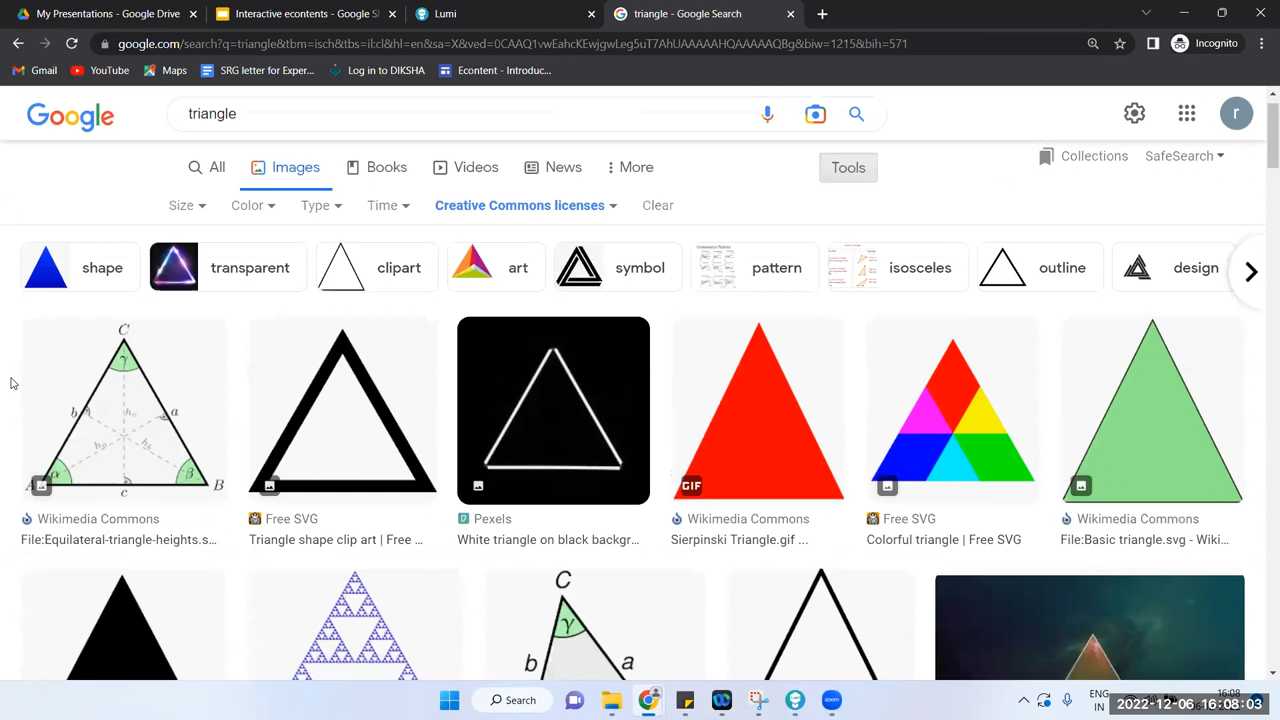 My Presentations - Google Drive
Interactive econtents - Google Sl
Lumi
triangle - Google Search
google.com/search?q=triangle&tbm=isch&tbs=il:cl&hl=en&sa=X&ved=0CAAQ1vwEahcKEwjgwLeg5uT7AhUAAAAAHQAAAAAQBg&biw=1215&bih=571
Incognito
Gmail
YouTube
Maps
SRG letter for Exper...
Log in to DIKSHA
Econtent - Introduc...
Google
triangle
r
All
Images
Books
Videos
News
More
Tools
Collections
SafeSearch
Size
Color
Type
Time
Creative Commons licenses
Clear
shape
transparent
clipart
art
symbol
pattern
isosceles
outline
design
C
γ
b
a
α
β
A
B
c
GIF
Wikimedia Commons
Free SVG
Pexels
Wikimedia Commons
Free SVG
Wikimedia Commons
File:Equilateral-triangle-heights.s...
Triangle shape clip art | Free ...
White triangle on black backgr...
Sierpinski Triangle.gif ...
Colorful triangle | Free SVG
File:Basic triangle.svg - Wiki...
C
γ
b
a
Search
ENG
IN
16:08
2022-12-06 16:08:03